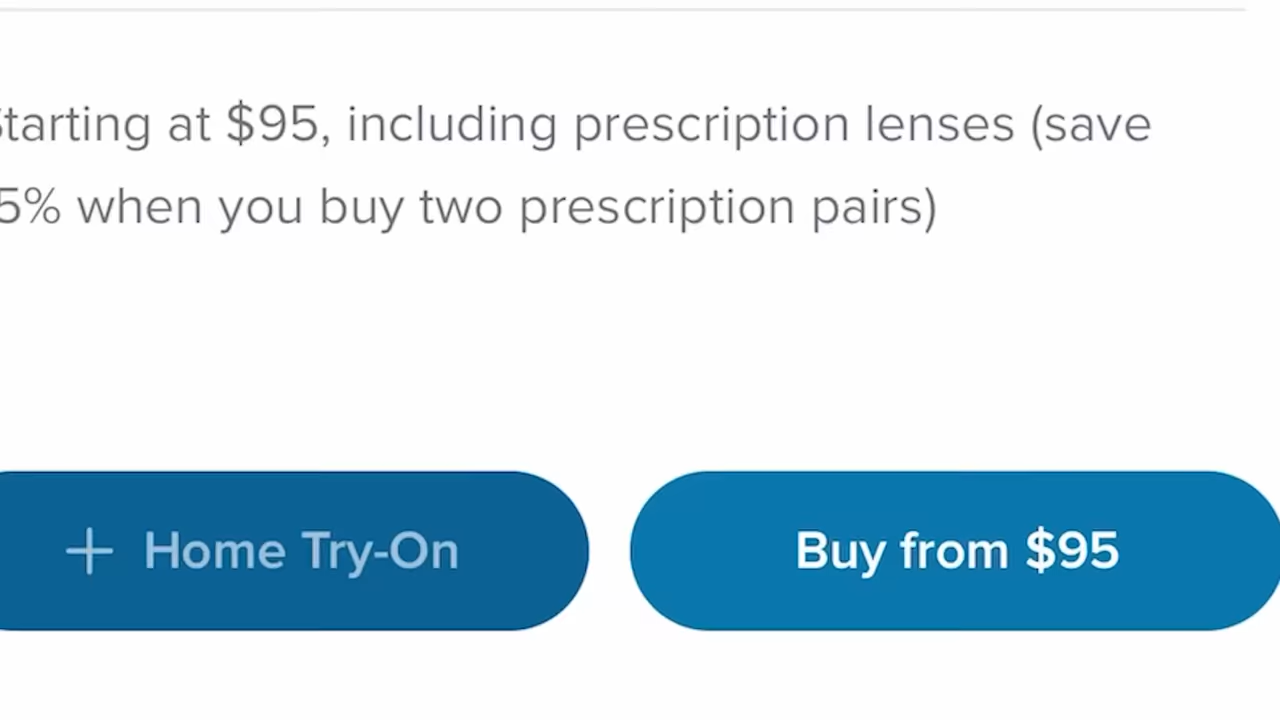 Starting at $95, including prescription lenses (save
5% when you buy two prescription pairs)
+ Home Try-On
Buy from $95